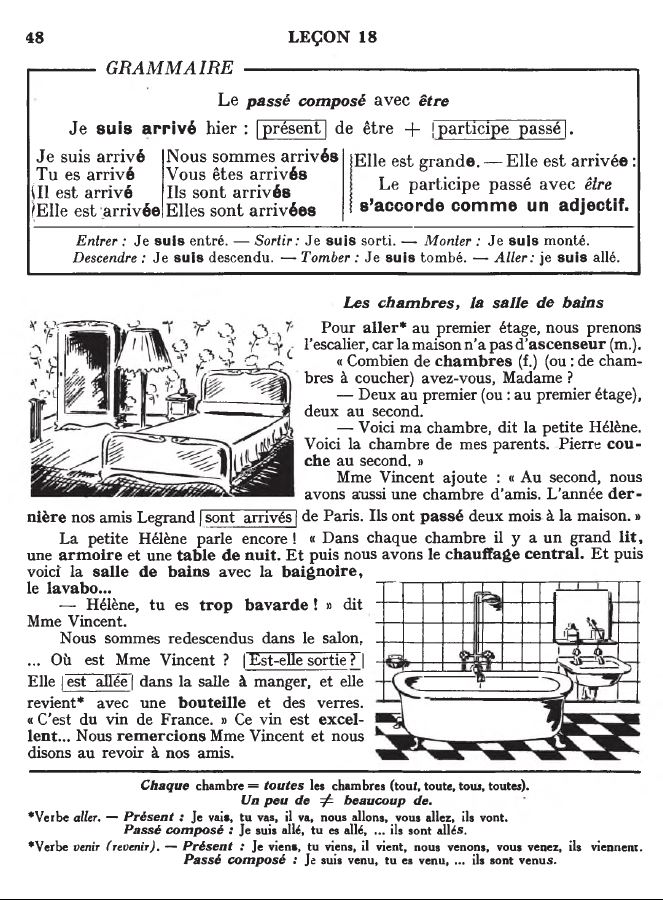 48 LEÇON 18
GRAMMAIRE
Le passé composé avec être
Je suis arrivé hier : présent de être + participe passé.
Je suis arrivé
Tu es arrivé
Il est arrivé
Elle est arrivée
Nous sommes arrivés
Vous êtes arrivés
Ils sont arrivés
Elles sont arrivées
Elle est grande. — Elle est arrivée :
Le participe passé avec être
s'accorde comme un adjectif.
Entrer : Je suis entré. — Sortir : Je suis sorti. — Monter : Je suis monté.
Descendre : Je suis descendu. — Tomber : Je suis tombé. — Aller : je suis allé.
Les chambres, la salle de bains
Pour aller* au premier étage, nous prenons
l'escalier, car la maison n'a pas d'ascenseur (m.).
« Combien de chambres (f.) (ou : de cham-
bres à coucher) avez-vous, Madame ?
— Deux au premier (ou : au premier étage),
deux au second.
— Voici ma chambre, dit la petite Hélène.
Voici la chambre de mes parents. Pierre cou-
che au second. »
Mme Vincent ajoute : « Au second, nous
avons aussi une chambre d'amis. L'année der-
nière nos amis Legrand sont arrivés de Paris. Ils ont passé deux mois à la maison. »
La petite Hélène parle encore ! « Dans chaque chambre il y a un grand lit,
une armoire et une table de nuit. Et puis nous avons le chauffage central. Et puis
voici la salle de bains avec la baignoire,
le lavabo...
— Hélène, tu es trop bavarde ! » dit
Mme Vincent.
Nous sommes redescendus dans le salon,
... Où est Mme Vincent ? Est-elle sortie ?
Elle est allée dans la salle à manger, et elle
revient* avec une bouteille et des verres.
« C'est du vin de France. » Ce vin est excel-
lent... Nous remercions Mme Vincent et nous
disons au revoir à nos amis.
Chaque chambre = toutes les chambres (tout, toute, tous, toutes).
Un peu de ≠ beaucoup de.
*Verbe aller. — Présent : Je vais, tu vas, il va, nous allons, vous allez, ils vont.
Passé composé : Je suis allé, tu es allé, ... ils sont allés.
*Verbe venir (revenir). — Présent : Je viens, tu viens, il vient, nous venons, vous venez, ils viennent.
Passé composé : Je suis venu, tu es venu, ... ils sont venus.